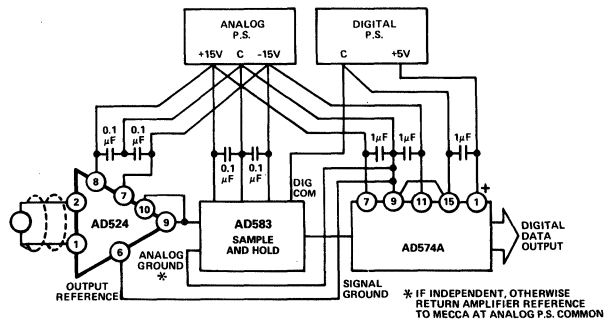 ANALOG
P.S.
+15V C -15V
DIGITAL
P.S.
C +5V
0.1
µF
0.1
µF
0.1
µF
0.1
µF
1µF
1µF
1µF
+
8
7
10
9
2
1
6
AD524
DIG
COM
AD583
SAMPLE
AND HOLD
7
9
11
15
1
AD574A
DIGITAL
DATA
OUTPUT
ANALOG
GROUND
*
OUTPUT
REFERENCE
SIGNAL
GROUND
* IF INDEPENDENT, OTHERWISE
RETURN AMPLIFIER REFERENCE
TO MECCA AT ANALOG P.S. COMMON